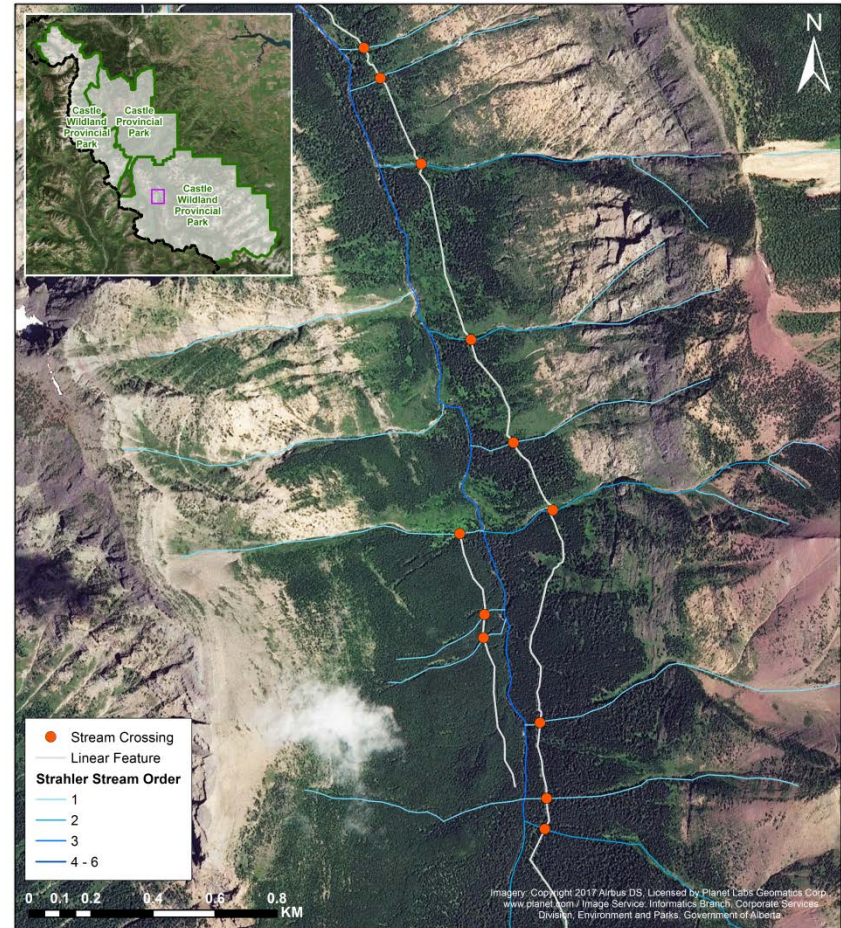 N
Castle
Wildland
Provincial
Park
Castle
Provincial
Park
Castle
Wildland
Provincial
Park
Stream Crossing
Linear Feature
Strahler Stream Order
1
2
3
4 - 6
0 0.1 0.2 0.4 0.6 0.8
KM
Imagery: Copyright 2017 Airbus DS, Licensed by Planet Labs Geomatics Corp.,
www.planet.com / Image Service: Informatics Branch, Corporate Services
Division, Environment and Parks, Government of Alberta.